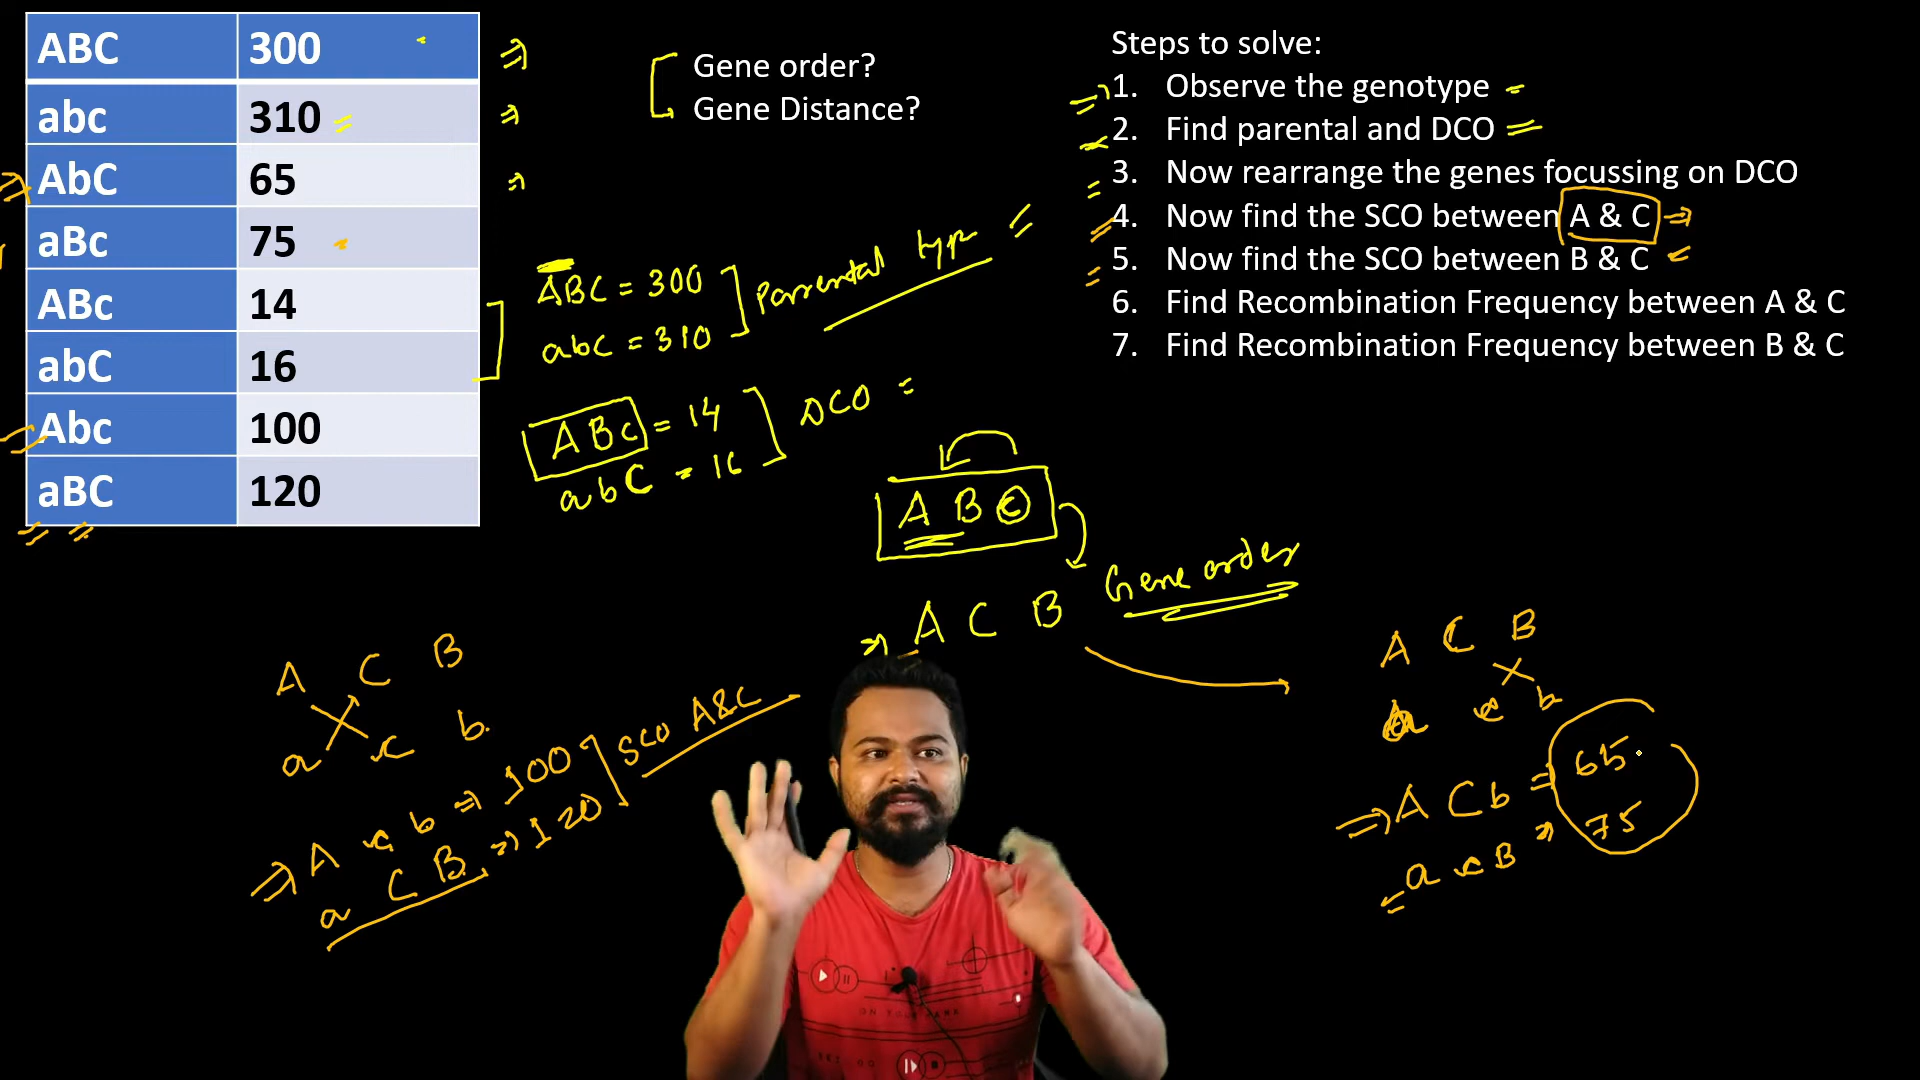 ABC 300
abc 310
AbC 65
aBc 75
ABc 14
abC 16
Abc 100
aBC 120
Gene order?
Gene Distance?
Steps to solve:
1. Observe the genotype
2. Find parental and DCO
3. Now rearrange the genes focussing on DCO
4. Now find the SCO between A & C
5. Now find the SCO between B & C
6. Find Recombination Frequency between A & C
7. Find Recombination Frequency between B & C
ABC = 300
abc = 310
Parental type
ABc = 14
abC = 16
DCO =
A B C
A C B Gene order
A C B
a c b
A c b ⇒ 100
a C B ⇒ 120
SCO A&C
A C B
a c b
⇒ A C b = 65
a c B ⇒ 75